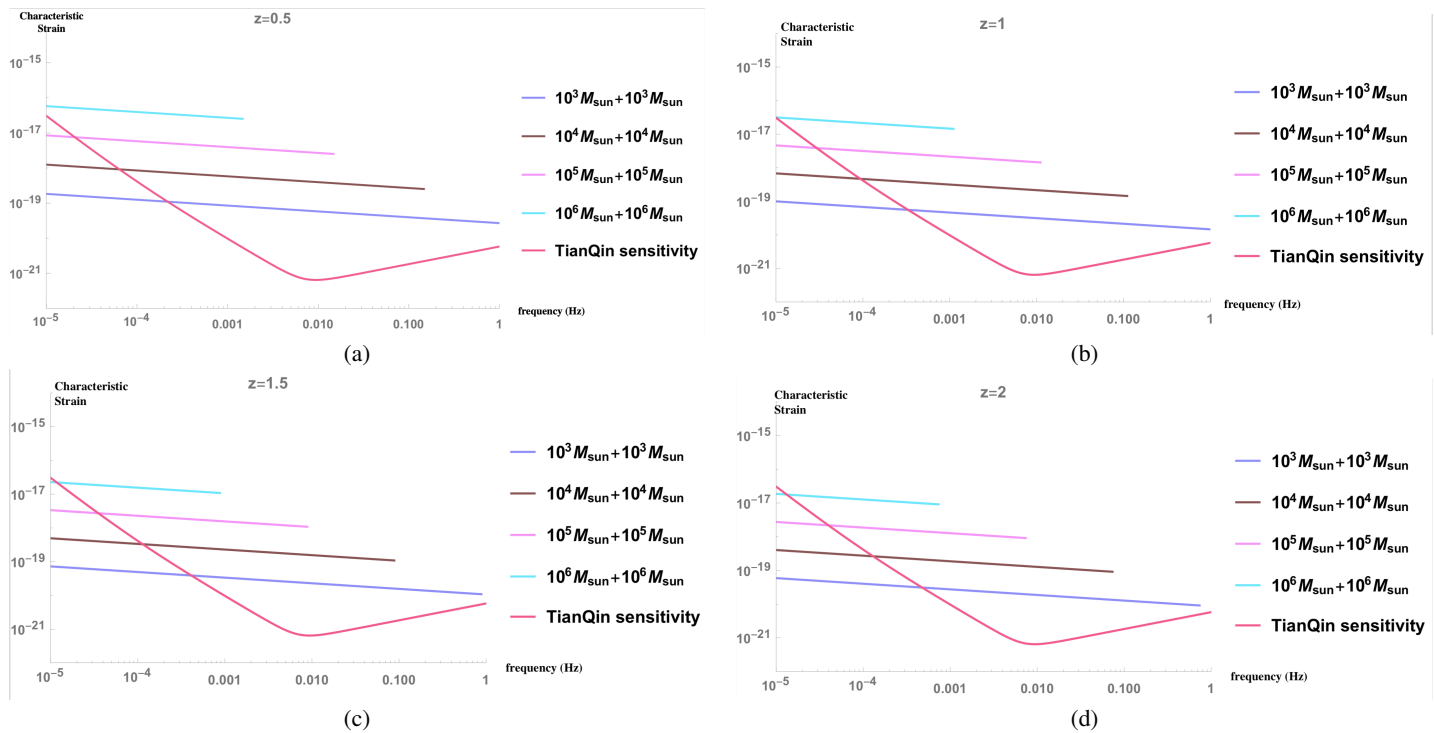 Characteristic
Strain
z=0.5
10^-15
10^-17
10^-19
10^-21
10^-5
10^-4
0.001
0.010
0.100
1
frequency (Hz)
10^3 M_sun+10^3 M_sun
10^4 M_sun+10^4 M_sun
10^5 M_sun+10^5 M_sun
10^6 M_sun+10^6 M_sun
TianQin sensitivity
(a)
Characteristic
Strain
z=1
10^-15
10^-17
10^-19
10^-21
10^-5
10^-4
0.001
0.010
0.100
1
frequency (Hz)
10^3 M_sun+10^3 M_sun
10^4 M_sun+10^4 M_sun
10^5 M_sun+10^5 M_sun
10^6 M_sun+10^6 M_sun
TianQin sensitivity
(b)
Characteristic
Strain
z=1.5
10^-15
10^-17
10^-19
10^-21
10^-5
10^-4
0.001
0.010
0.100
1
frequency (Hz)
10^3 M_sun+10^3 M_sun
10^4 M_sun+10^4 M_sun
10^5 M_sun+10^5 M_sun
10^6 M_sun+10^6 M_sun
TianQin sensitivity
(c)
Characteristic
Strain
z=2
10^-15
10^-17
10^-19
10^-21
10^-5
10^-4
0.001
0.010
0.100
1
frequency (Hz)
10^3 M_sun+10^3 M_sun
10^4 M_sun+10^4 M_sun
10^5 M_sun+10^5 M_sun
10^6 M_sun+10^6 M_sun
TianQin sensitivity
(d)